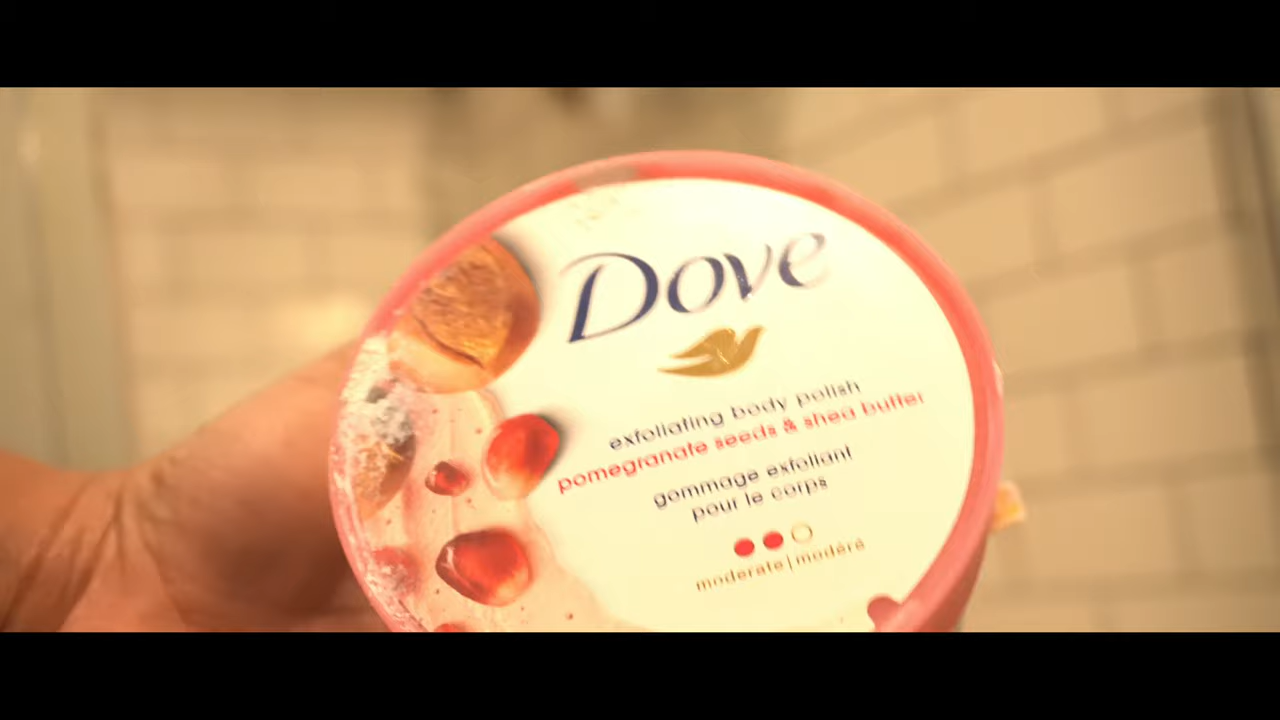 Dove
exfoliating body polish
pomegranate seeds & shea butter
gommage exfoliant
pour le corps
moderate | modéré